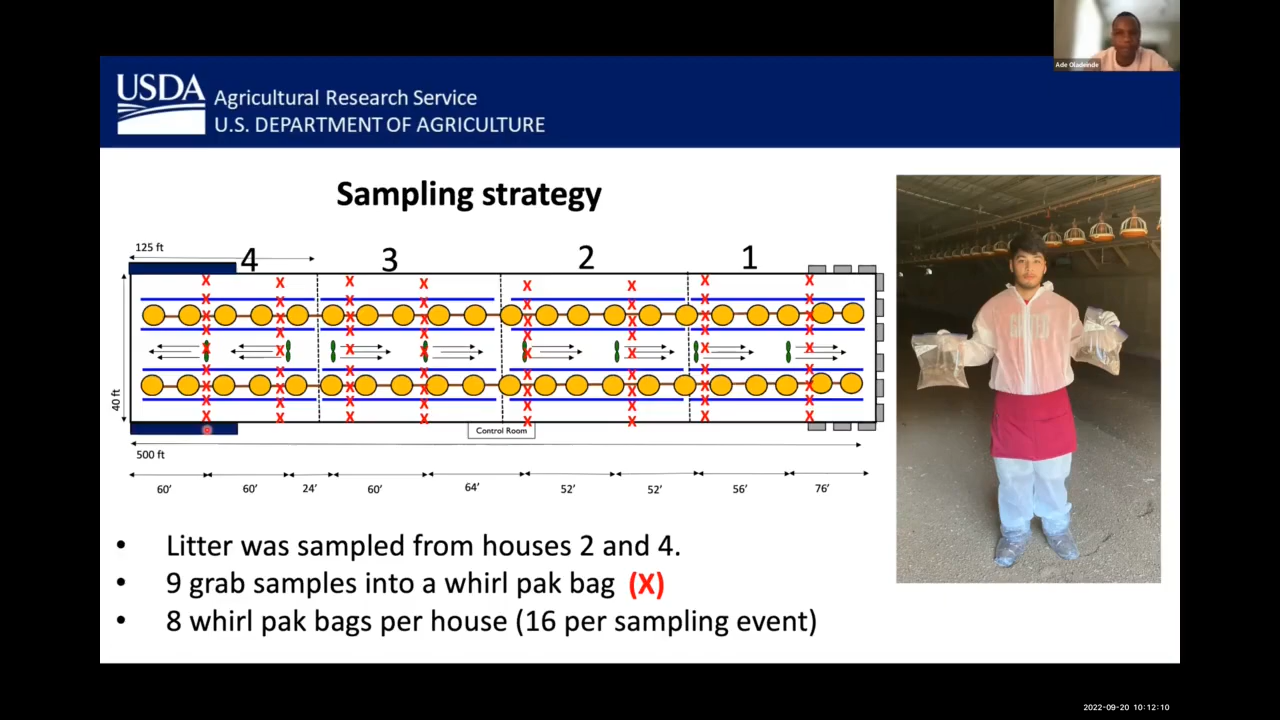 Ade Oladeinde
USDA
Agricultural Research Service
U.S. DEPARTMENT OF AGRICULTURE
Sampling strategy
125 ft
4 3 2 1
X X X X X X X X
40 ft
Control Room
500 ft
60' 60' 24' 60' 64' 52' 52' 56' 76'
• Litter was sampled from houses 2 and 4.
• 9 grab samples into a whirl pak bag (X)
• 8 whirl pak bags per house (16 per sampling event)
2022-09-20 10:12:10